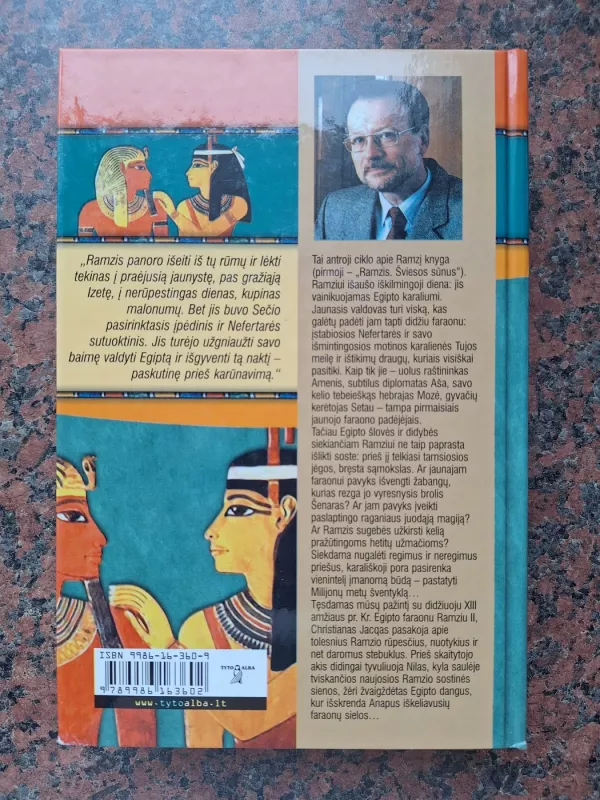 „Ramzis panoro išeiti iš tų rūmų ir lėkti
tekinas į praėjusią jaunystę, pas gražiąją
Izetę, į nerūpestingas dienas, kupinas
malonumų. Bet jis buvo Sečio
pasirinktasis įpėdinis ir Nefertarės
sutuoktinis. Jis turėjo užgniaužti savo
baimę valdyti Egiptą ir išgyventi tą naktį –
paskutinę prieš karūnavimą.“
Tai antroji ciklo apie Ramzį knyga
(pirmoji – „Ramzis. Šviesos sūnus“).
Ramziui išaušo iškilmingoji diena: jis
vainikuojamas Egipto karaliumi.
Jaunasis valdovas turi viską, kas
galėtų padėti jam tapti didžiu faraonu:
įstabiosios Nefertarės ir savo
išmintingosios motinos karalienės Tujos
meilę ir ištikimų draugų, kuriais visiškai
pasitiki. Kaip tik jie – uolus raštininkas
Amenis, subtilus diplomatas Aša, savo
kelio tebeieškąs hebrajas Mozė, gyvačių
kerėtojas Setau – tampa pirmaisiais
jaunojo faraono padėjėjais.
Tačiau Egipto šlovės ir didybės
siekiančiam Ramziui ne taip paprasta
išlikti soste: prieš jį telkiasi tamsiosios
jėgos, bręsta sąmokslas. Ar jaunajam
faraonui pavyks išvengti žabangų,
kurias rezga jo vyresnysis brolis
Šenaras? Ar jam pavyks įveikti
paslaptingo raganiaus juodąją magiją?
Ar Ramzis sugebės užkirsti kelią
pražūtingoms hetitų užmačioms?
Siekdama nugalėti regimus ir neregimus
priešus, karališkoji pora pasirenka
vienintelį įmanomą būdą – pastatyti
Milijonų metų šventyklą…
Tęsdamas mūsų pažintį su didžiuoju XIII
amžiaus pr. Kr. Egipto faraonu Ramziu II,
Christianas Jacqas pasakoja apie
tolesnius Ramzio rūpesčius, nuotykius ir
net daromus stebuklus. Prieš skaitytojo
akis didingai tyvuliuoja Nilas, kyla saulėje
tviskančios naujosios Ramzio sostinės
sienos, žėri žvaigždėtas Egipto dangus,
kur išskrenda Anapus iškeliavusių
faraonų sielos…
ISBN 9986-16-360-9
TYTO ALBA
9 789986 163602
www.tytoalba.lt